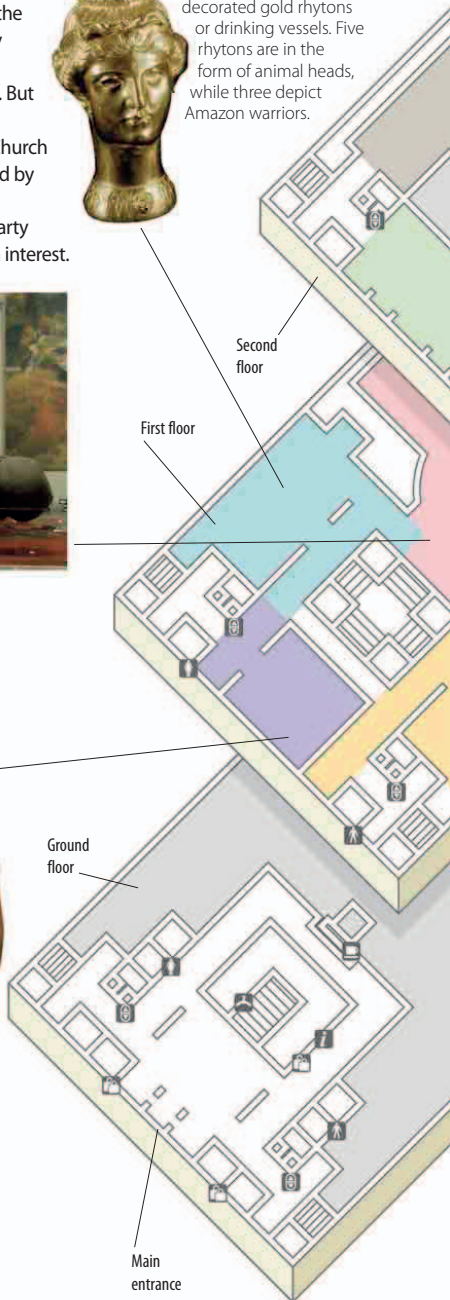 the
y
. But
hurch
d by
arty
interest.
decorated gold rhytons
or drinking vessels. Five
rhytons are in the
form of animal heads,
while three depict
Amazon warriors.
Second
floor
First floor
Ground
floor
i
Main
entrance